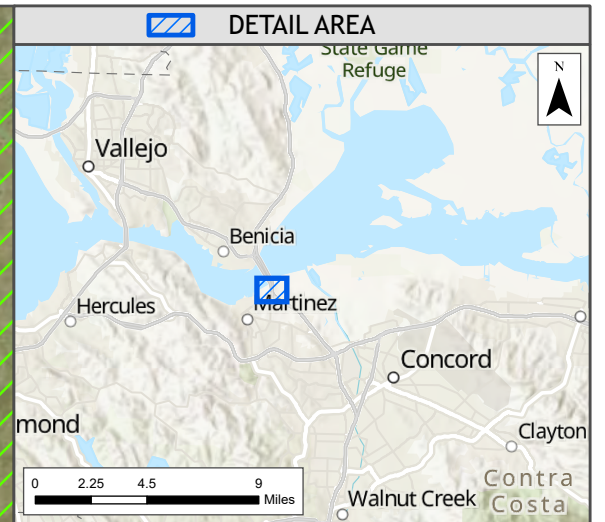 DETAIL AREA
State Game
Refuge
N
Vallejo
Benicia
Hercules
Martinez
Concord
mond
Clayton
Contra
Costa
Walnut Creek
0 2.25 4.5 9
Miles